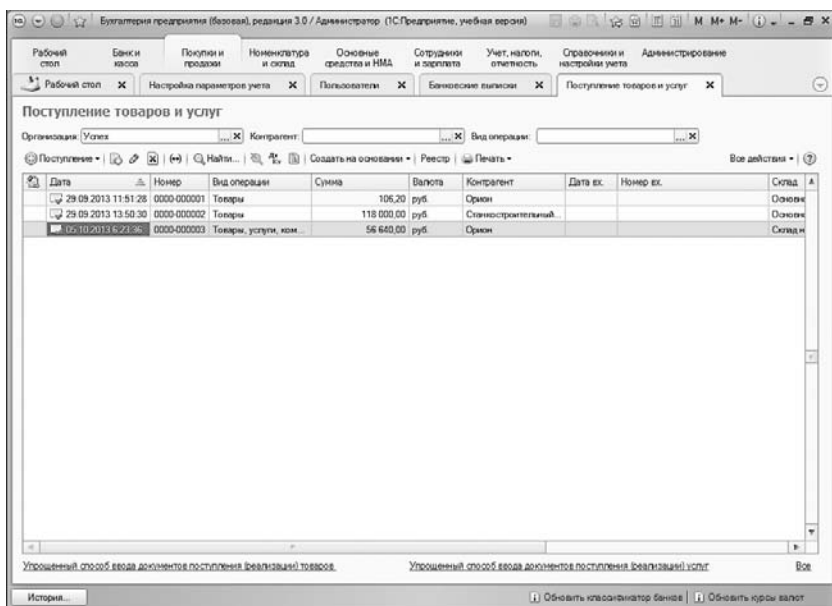 Бухгалтерия предприятия (базовая), редакция 3.0 / Администратор (1С:Предприятие, учебная версия) M M+ M-
Рабочий стол
Банк и касса
Покупки и продажи
Номенклатура и склад
Основные средства и НМА
Сотрудники и зарплата
Учет, налоги, отчетность
Справочники и настройки учета
Администрирование
Рабочий стол Настройка параметров учета Пользователи Банковские выписки Поступление товаров и услуг
Поступление товаров и услуг
Организация: Успех ... Контрагент: ... Вид операции: ...
Поступление Найти... Создать на основании Реестр Печать Все действия
Дата Номер Вид операции Сумма Валюта Контрагент Дата вх. Номер вх. Склад
29.09.2013 11:51:28 0000-000001 Товары 106,20 руб. Орион Основн
29.09.2013 13:50:30 0000-000002 Товары 118 000,00 руб. Станкостроительный... Основн
05.10.2013 6:23:36 0000-000003 Товары, услуги, ком... 56 640,00 руб. Орион Склад н
Упрощенный способ ввода документов поступления (реализации) товаров Упрощенный способ ввода документов поступления (реализации) услуг Все
История... Обновить классификатор банков Обновить курсы валют